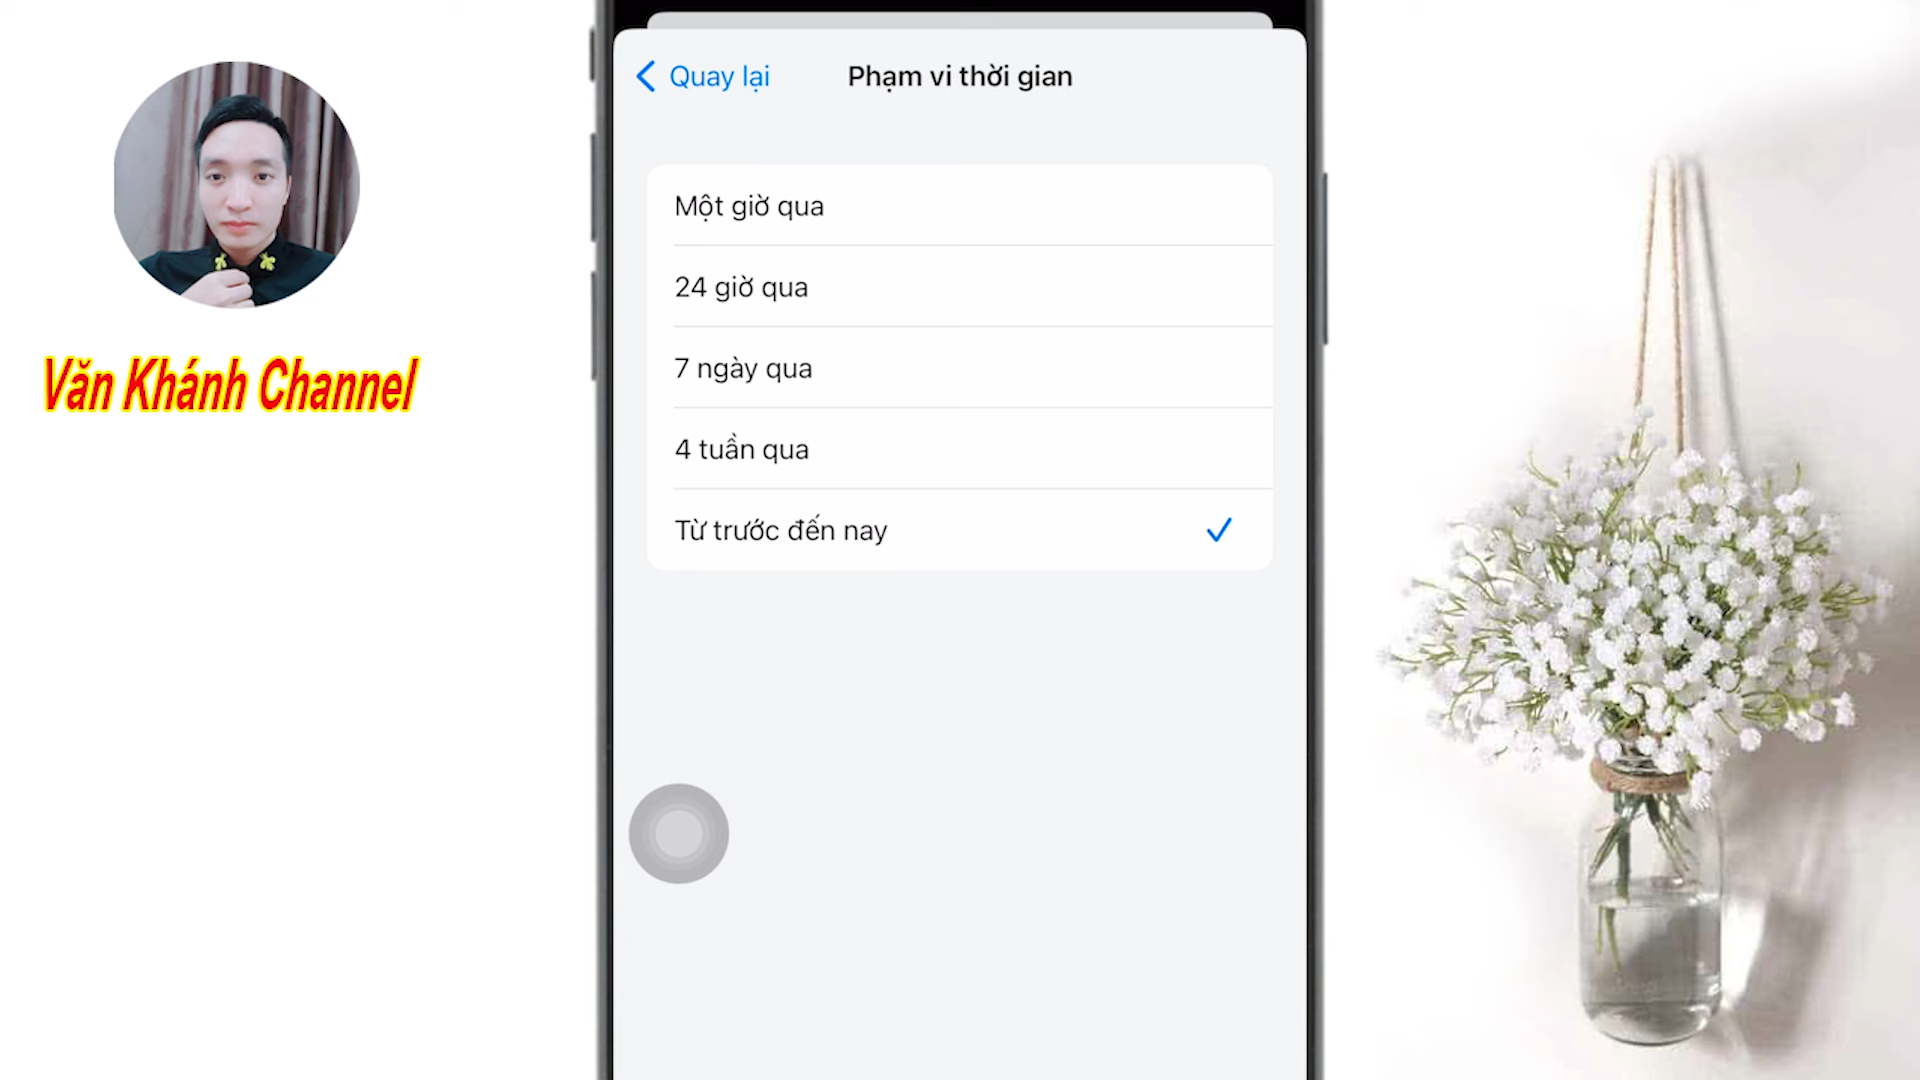 Văn Khánh Channel
Quay lại
Phạm vi thời gian
Một giờ qua
24 giờ qua
7 ngày qua
4 tuần qua
Từ trước đến nay